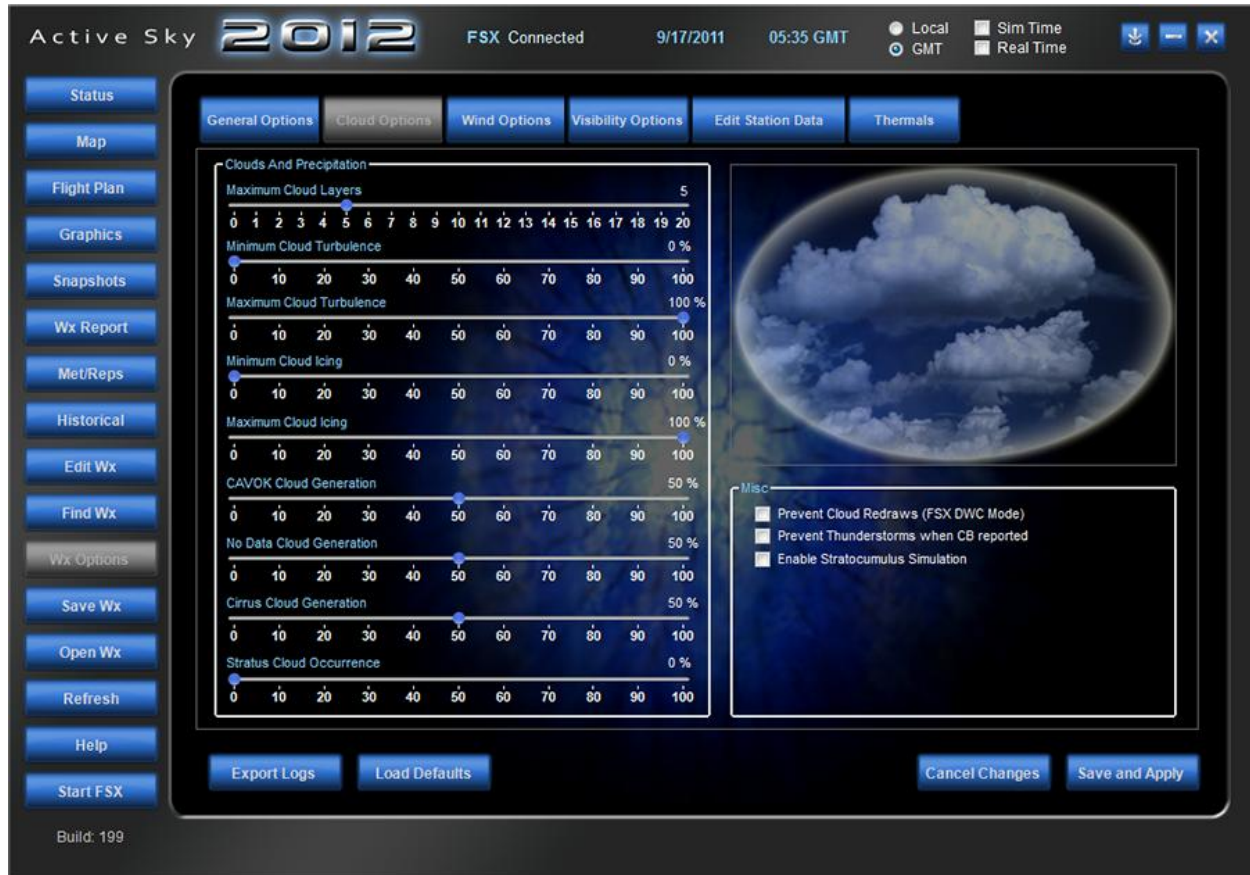 Active Sky 2012 FSX Connected 9/17/2011 05:35 GMT Local Sim Time
GMT Real Time
Status
Map
Flight Plan
Graphics
Snapshots
Wx Report
Met/Reps
Historical
Edit Wx
Find Wx
Wx Options
Save Wx
Open Wx
Refresh
Help
Start FSX
Build: 199
General Options Cloud Options Wind Options Visibility Options Edit Station Data Thermals
Clouds And Precipitation
Maximum Cloud Layers 5
0 1 2 3 4 5 6 7 8 9 10 11 12 13 14 15 16 17 18 19 20
Minimum Cloud Turbulence 0 %
0 10 20 30 40 50 60 70 80 90 100
Maximum Cloud Turbulence 100 %
0 10 20 30 40 50 60 70 80 90 100
Minimum Cloud Icing 0 %
0 10 20 30 40 50 60 70 80 90 100
Maximum Cloud Icing 100 %
0 10 20 30 40 50 60 70 80 90 100
CAVOK Cloud Generation 50 %
0 10 20 30 40 50 60 70 80 90 100
No Data Cloud Generation 50 %
0 10 20 30 40 50 60 70 80 90 100
Cirrus Cloud Generation 50 %
0 10 20 30 40 50 60 70 80 90 100
Stratus Cloud Occurrence 0 %
0 10 20 30 40 50 60 70 80 90 100
Misc
Prevent Cloud Redraws (FSX DWC Mode)
Prevent Thunderstorms when CB reported
Enable Stratocumulus Simulation
Export Logs Load Defaults Cancel Changes Save and Apply